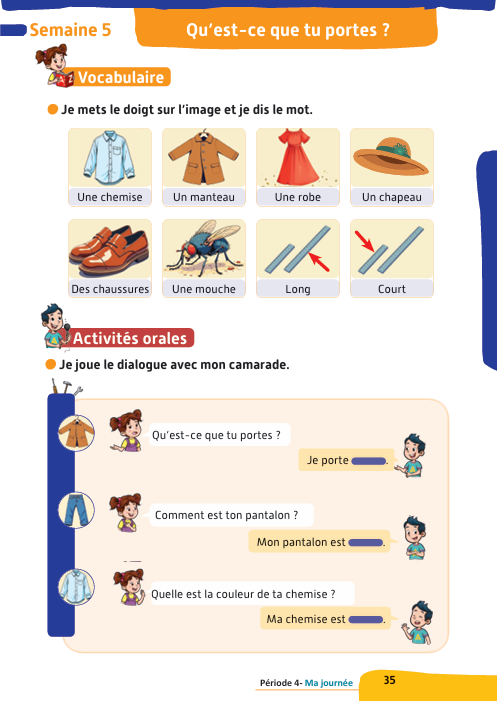 Semaine 5
Qu'est-ce que tu portes ?
A Z
Vocabulaire
Je mets le doigt sur l'image et je dis le mot.
Une chemise
Un manteau
Une robe
Un chapeau
Des chaussures
Une mouche
Long
Court
Activités orales
Je joue le dialogue avec mon camarade.
Qu'est-ce que tu portes ?
Je porte .
Comment est ton pantalon ?
Mon pantalon est .
Quelle est la couleur de ta chemise ?
Ma chemise est .
Période 4- Ma journée
35